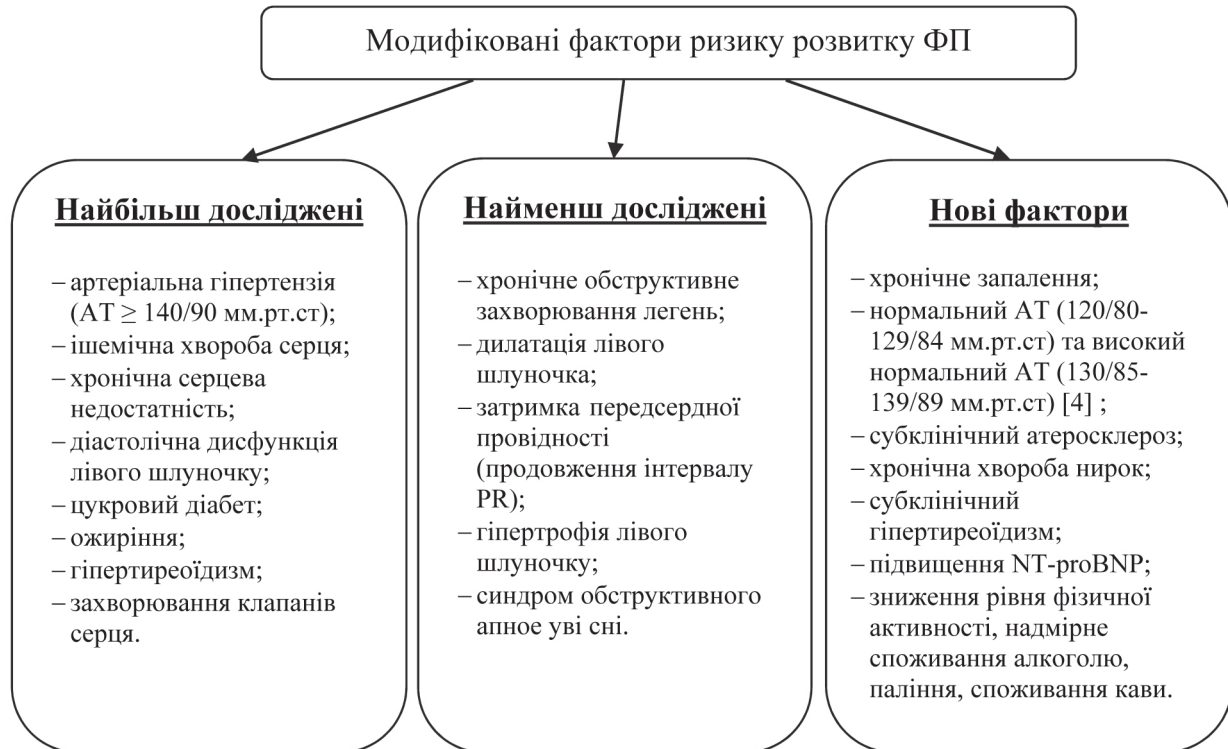 Модифіковані фактори ризику розвитку ФП
Найбільш досліджені
– артеріальна гіпертензія
(АТ ≥ 140/90 мм.рт.ст);
– ішемічна хвороба серця;
– хронічна серцева
недостатність;
– діастолічна дисфункція
лівого шлуночку;
– цукровий діабет;
– ожиріння;
– гіпертиреоїдизм;
– захворювання клапанів
серця.
Найменш досліджені
– хронічне обструктивне
захворювання легень;
– дилатація лівого
шлуночка;
– затримка передсердної
провідності
(продовження інтервалу
PR);
– гіпертрофія лівого
шлуночку;
– синдром обструктивного
апное уві сні.
Нові фактори
– хронічне запалення;
– нормальний АТ (120/80-
129/84 мм.рт.ст) та високий
нормальний АТ (130/85-
139/89 мм.рт.ст) [4] ;
– субклінічний атеросклероз;
– хронічна хвороба нирок;
– субклінічний
гіпертиреоїдизм;
– підвищення NT-proBNP;
– зниження рівня фізичної
активності, надмірне
споживання алкоголю,
паління, споживання кави.